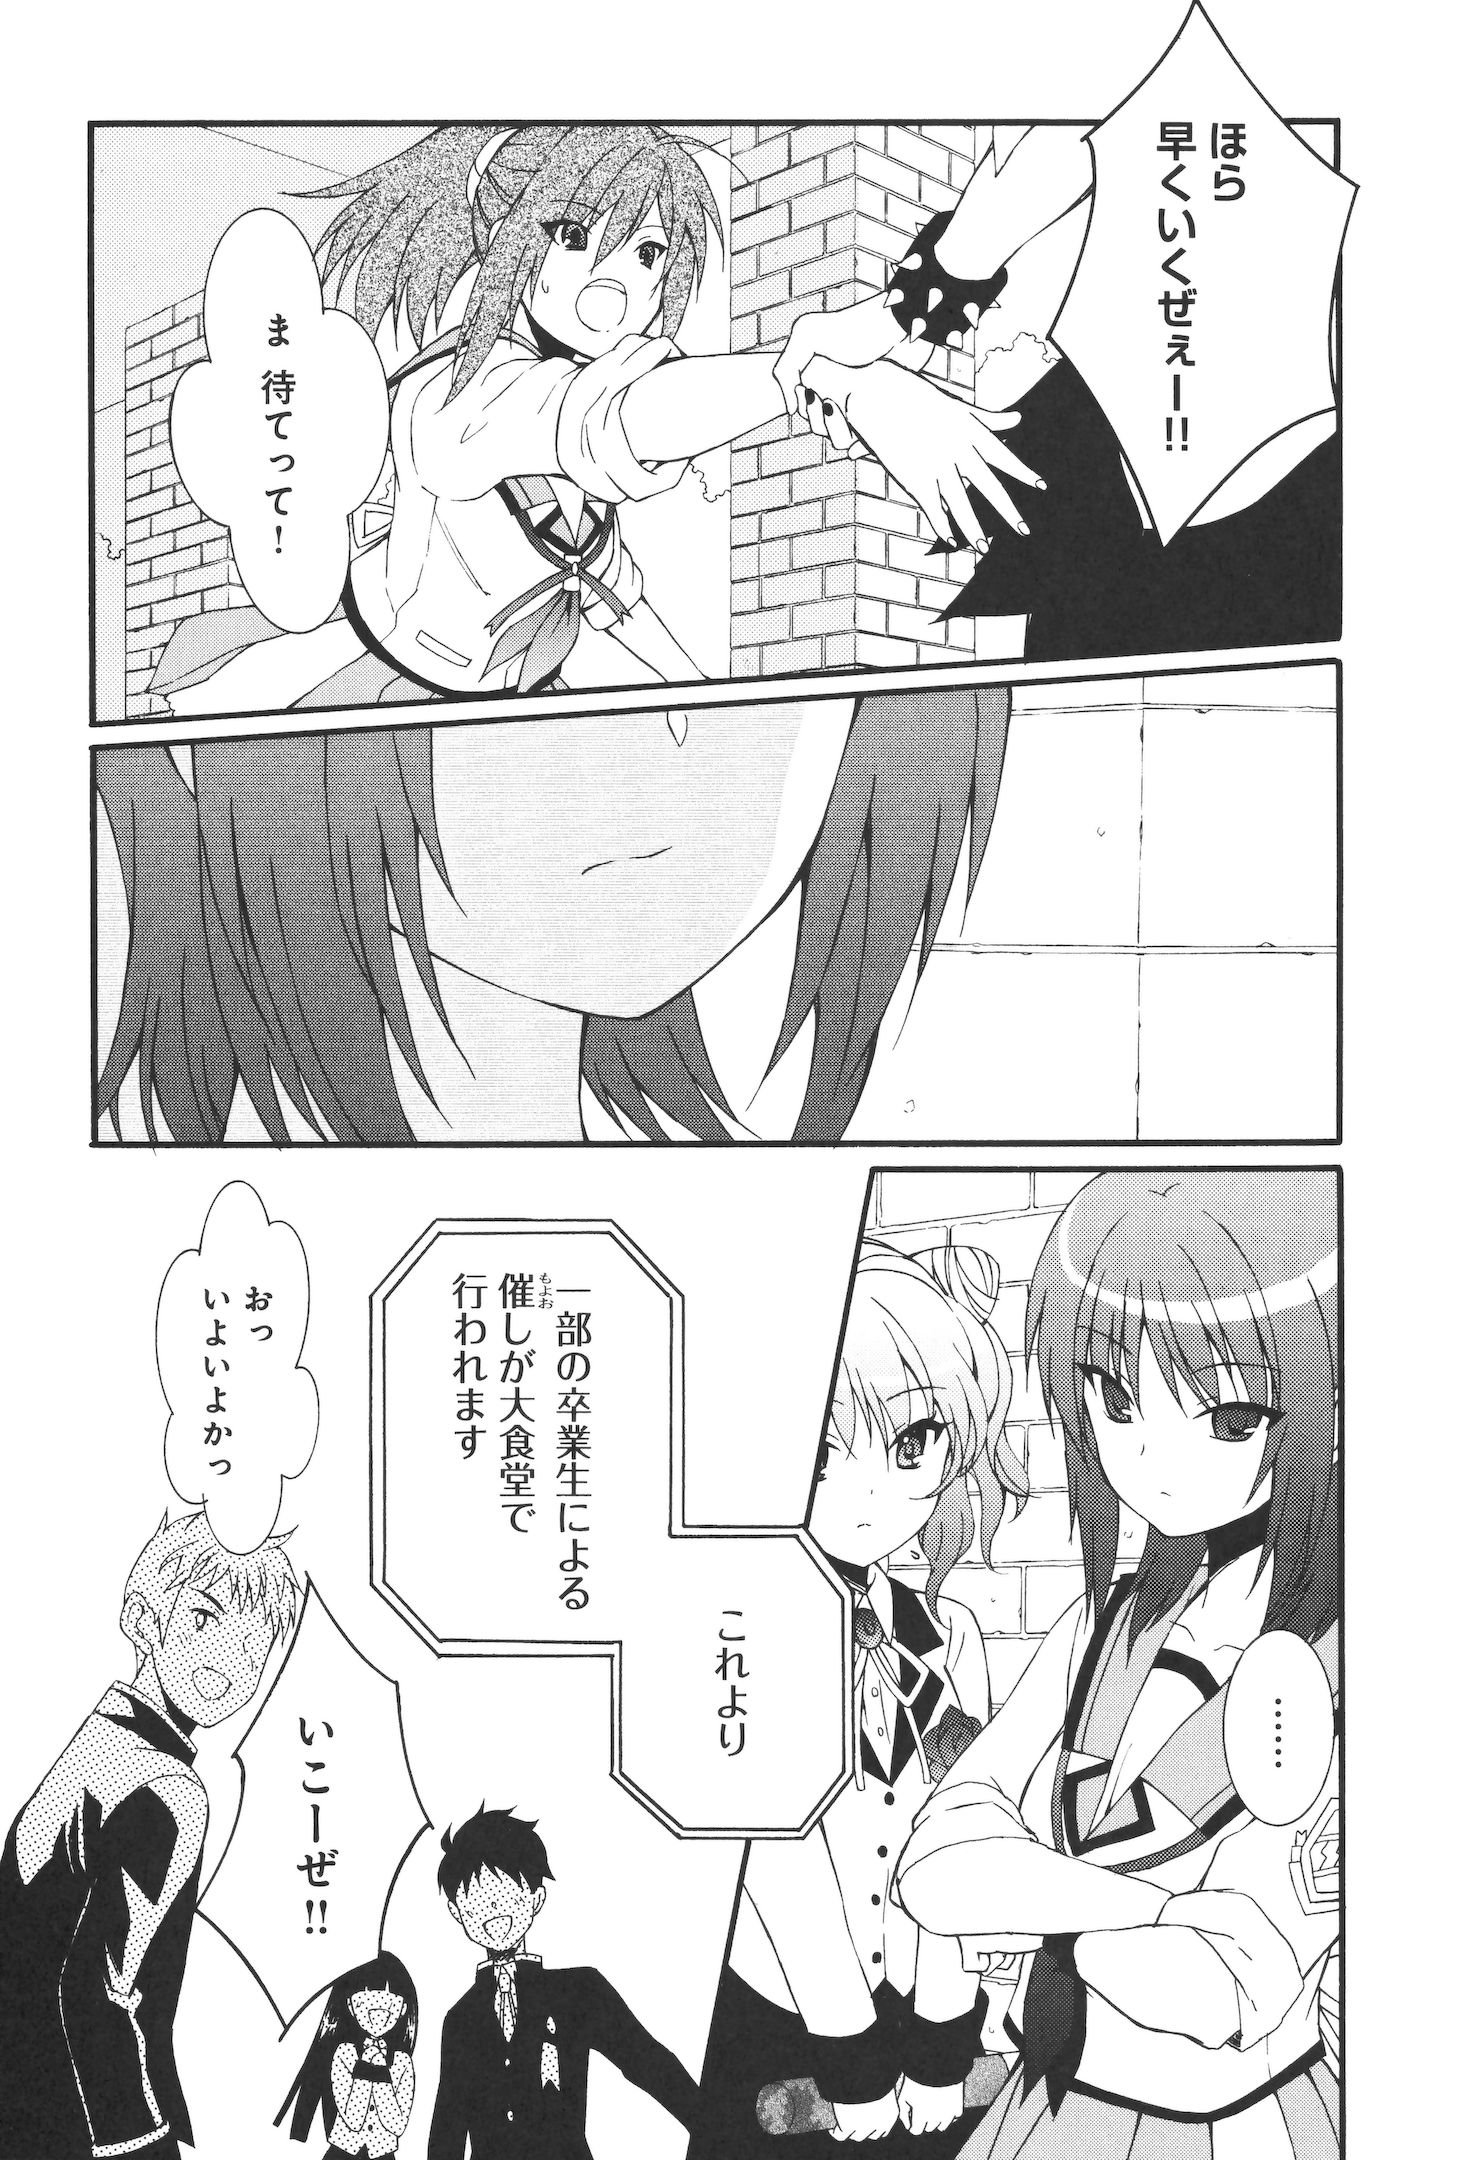 ほら
早くいくぜぇー!!
ま 待てって!
……
これより
一部の卒業生による
催しが大食堂で
もよお
行われます
おっ
いよいよかっ
いこーぜ!!